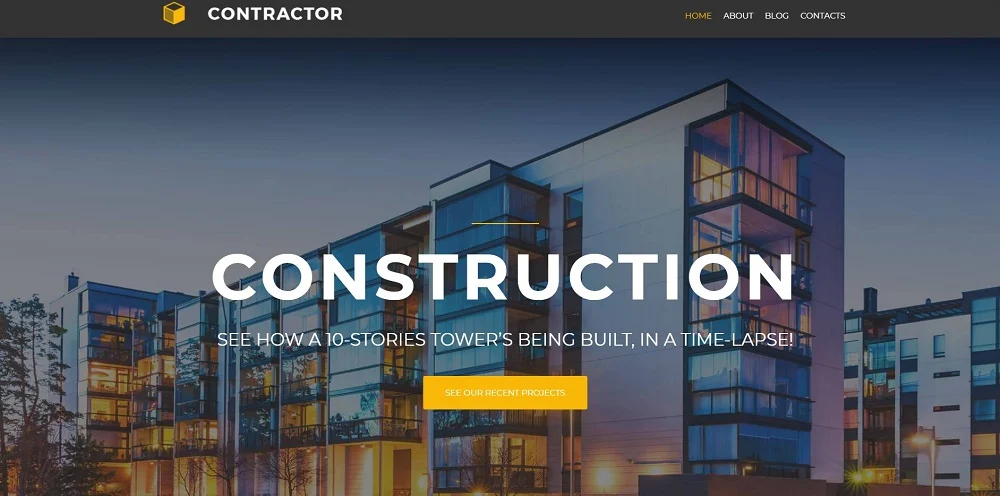 CONTRACTOR
HOME ABOUT BLOG CONTACTS
CONSTRUCTION
SEE HOW A 10-STORIES TOWER'S BEING BUILT, IN A TIME-LAPSE!
SEE OUR RECENT PROJECTS